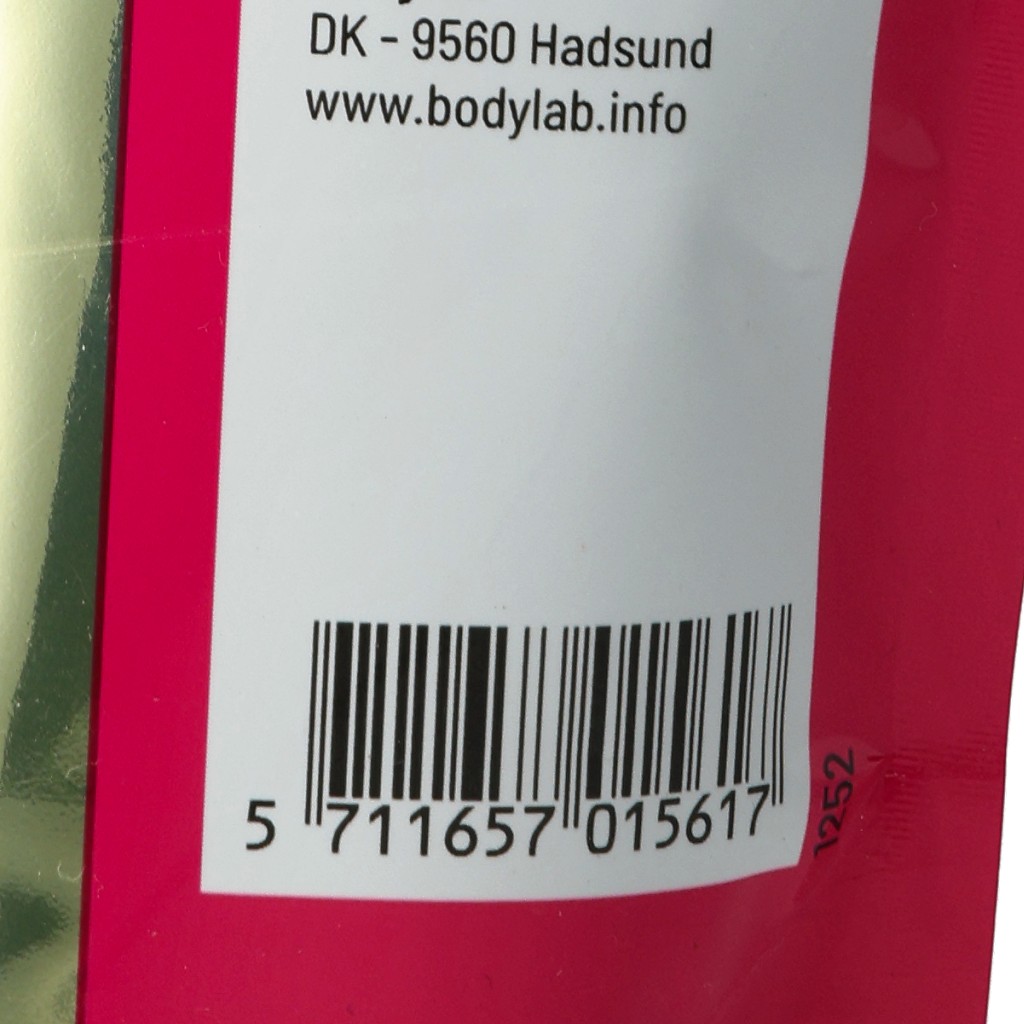 DK - 9560 Hadsund
www.bodylab.info
5 711657 015617
1252